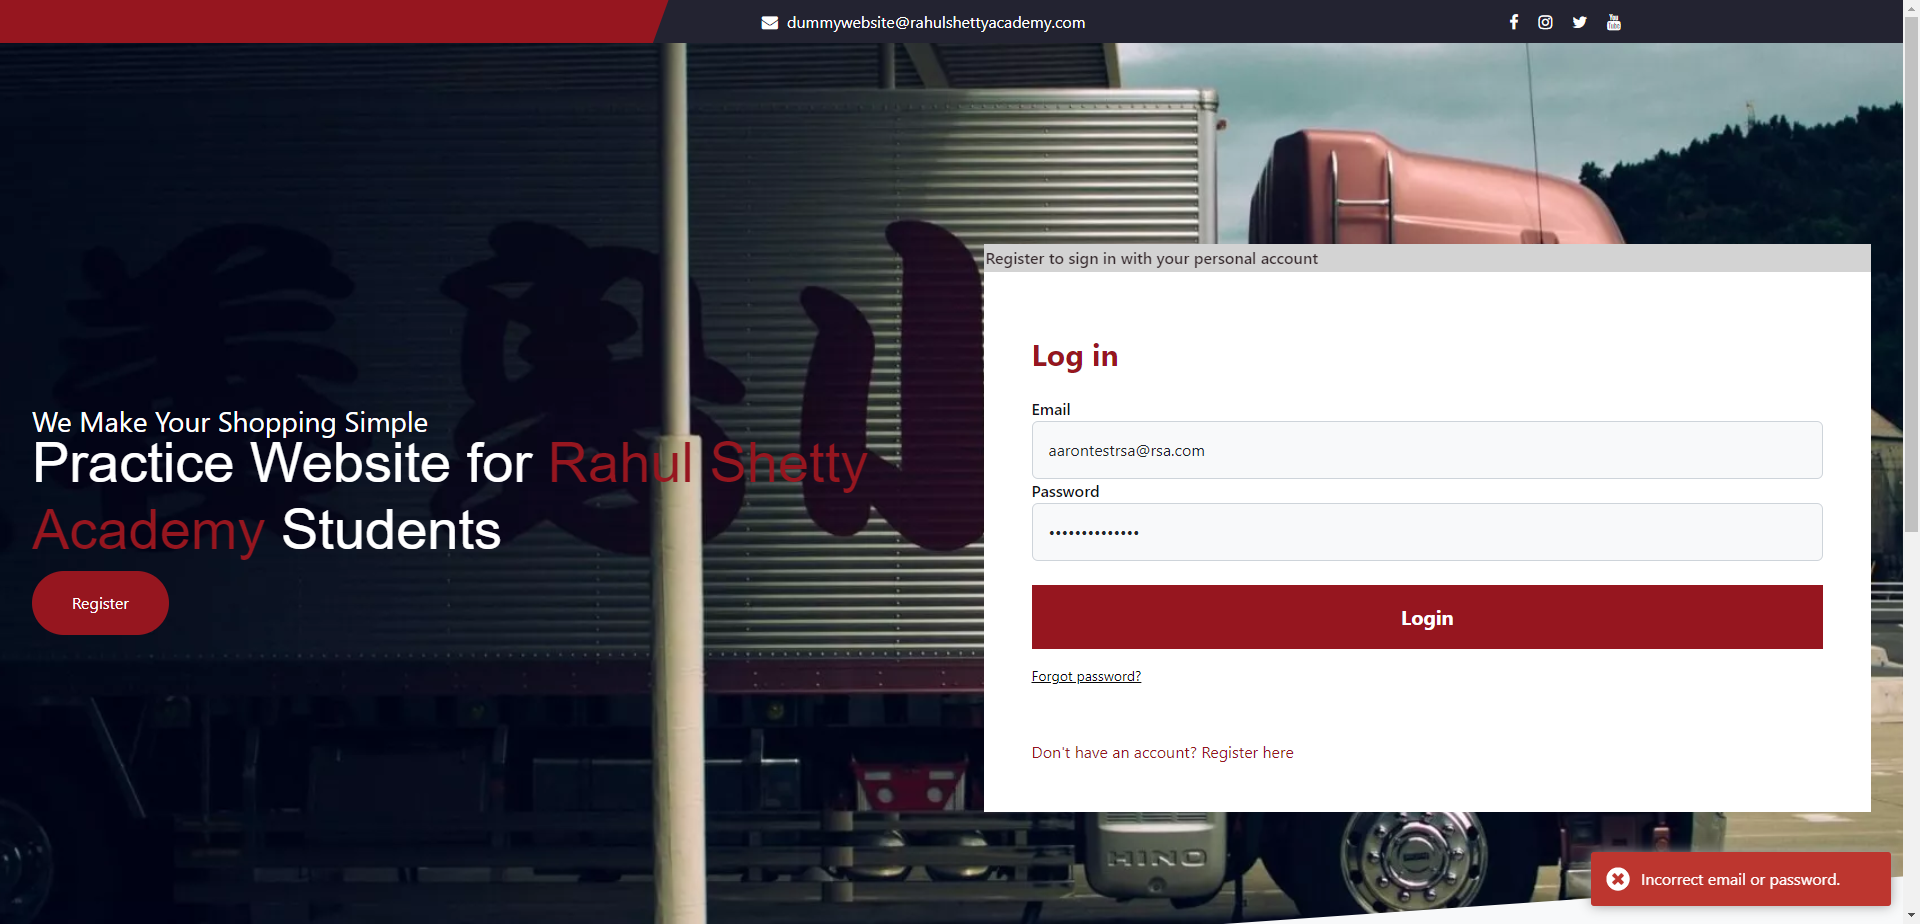 dummywebsite@rahulshettyacademy.com
We Make Your Shopping Simple
Practice Website for Rahul Shetty
Academy Students
Register
Register to sign in with your personal account
Log in
Email
aarontestrsa@rsa.com
Password
••••••••••••••
Login
Forgot password?
Don't have an account? Register here
HINO
Incorrect email or password.